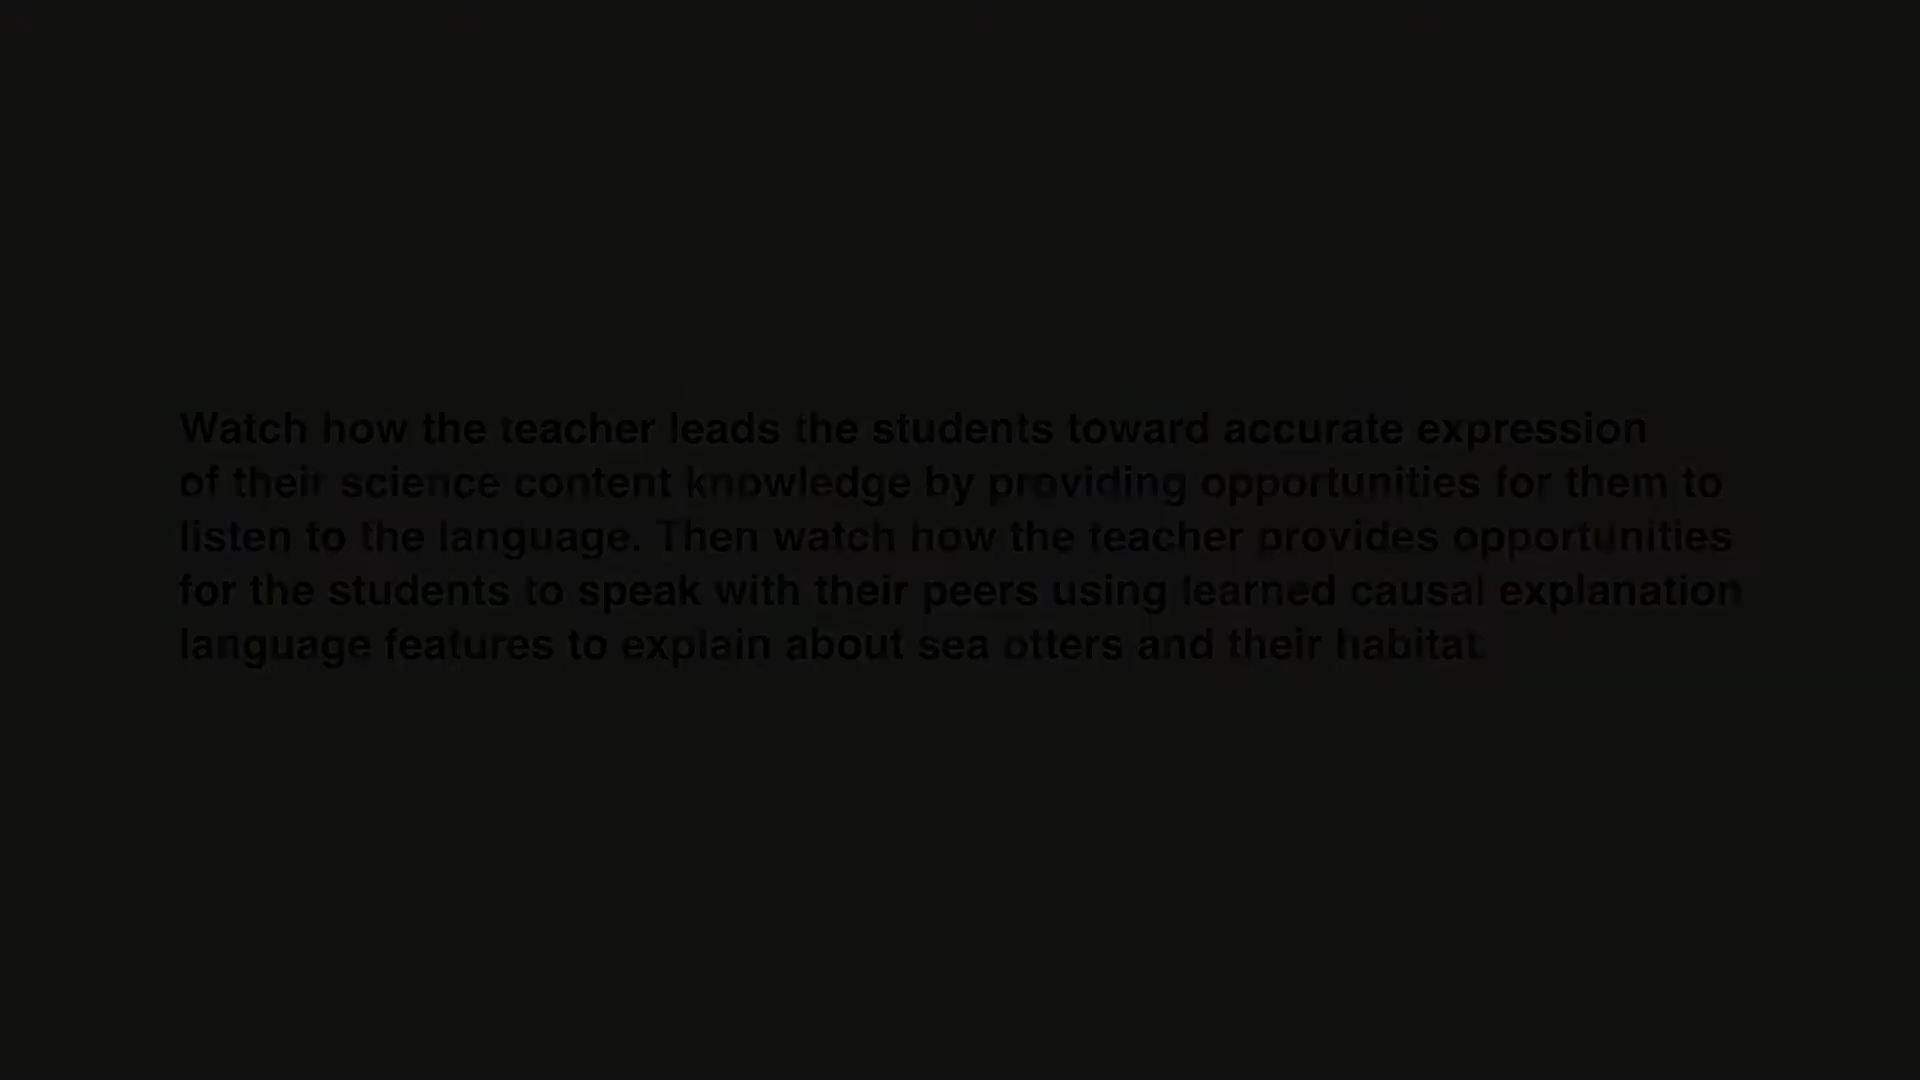 Watch how the teacher leads the students toward accurate expression
of their science content knowledge by providing opportunities for them to
listen to the language. Then watch how the teacher provides opportunities
for the students to speak with their peers using learned causal explanation
language features to explain about sea otters and their habitat